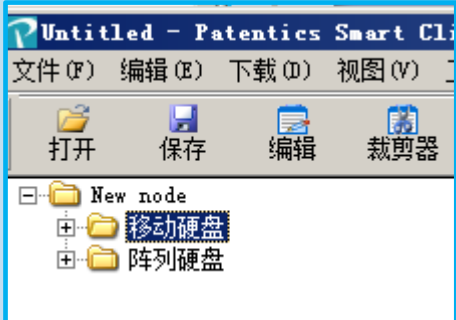 Untitled - Patentics Smart Cli
文件(F) 编辑(E) 下载(D) 视图(V)
打开 保存 编辑 裁剪器
New node
移动硬盘
阵列硬盘